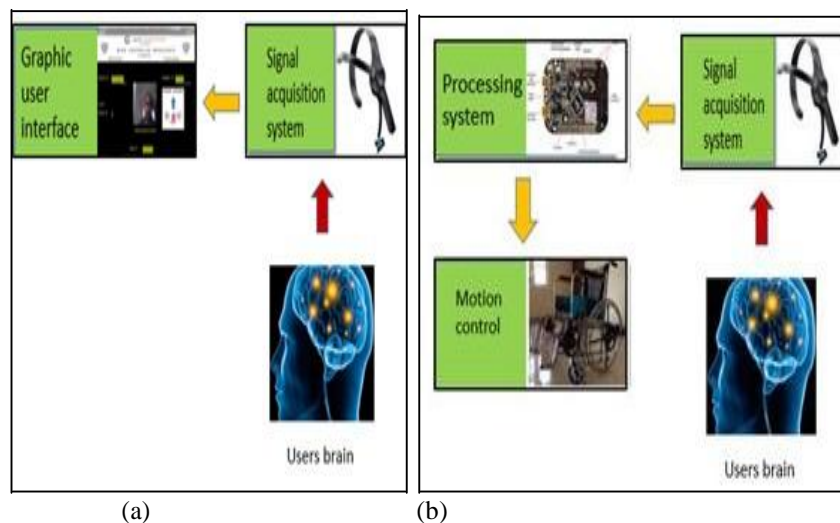 Graphic
user
interface
Signal
acquisition
system
Users brain
(a)
Processing
system
Signal
acquisition
system
Motion
control
Users brain
(b)